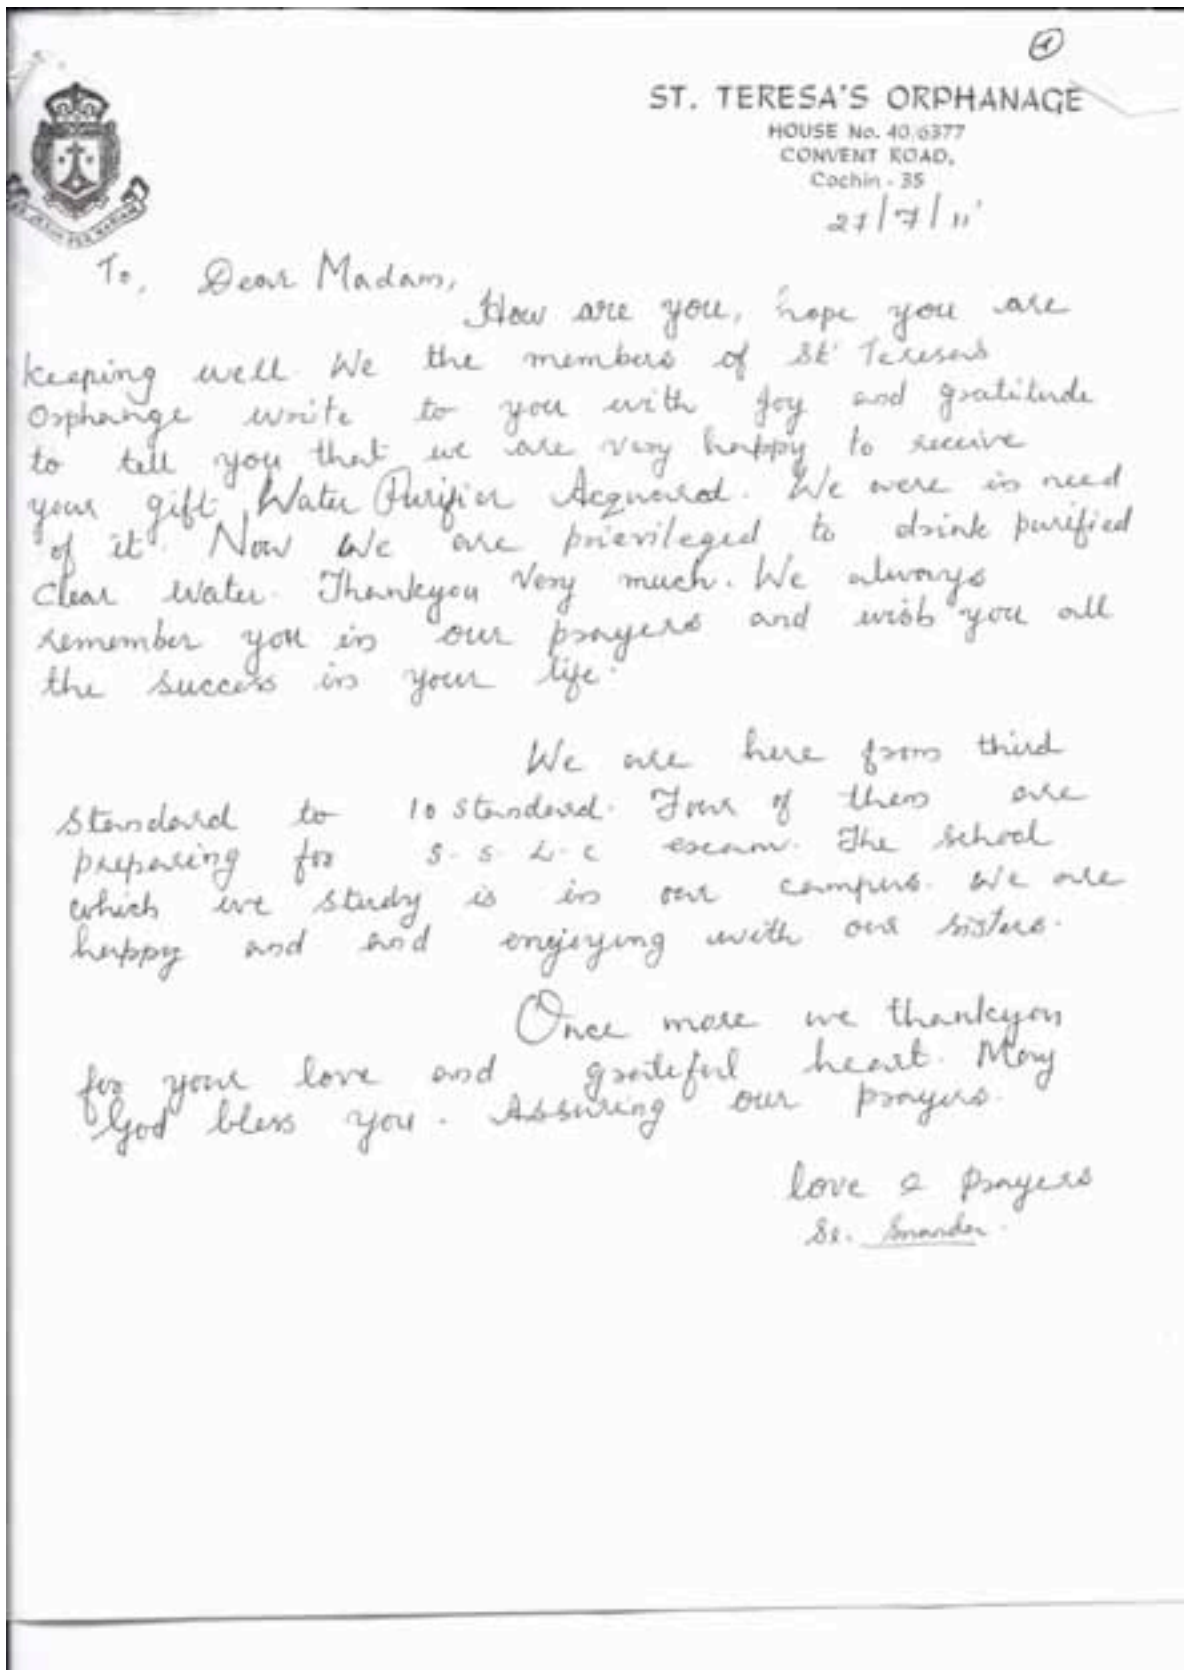 1
ST. TERESA'S ORPHANAGE
HOUSE No. 40/6377
CONVENT ROAD,
Cochin - 35
27/7/11
To, Dear Madam,
How are you, hope you are
keeping well. We the members of St' Teresas
Orphange write to you with joy and gratitude
to tell you that we are very happy to receive
your gift Water Purifier Acquard. We were in need
of it. Now we are prievileged to drink purified
clear water. Thankyou very much. We always
remember you in our prayers and wish you all
the success in your life.
We are here from third
standard to 10 standard. Four of them are
preparing for S-S-L-C exam. The school
which we study is in our campus. We are
happy and and enjoying with our sisters.
Once more we thankyou
for your love and grateful heart. May
God bless you. Assuring our prayers.
love & prayers
Sr.